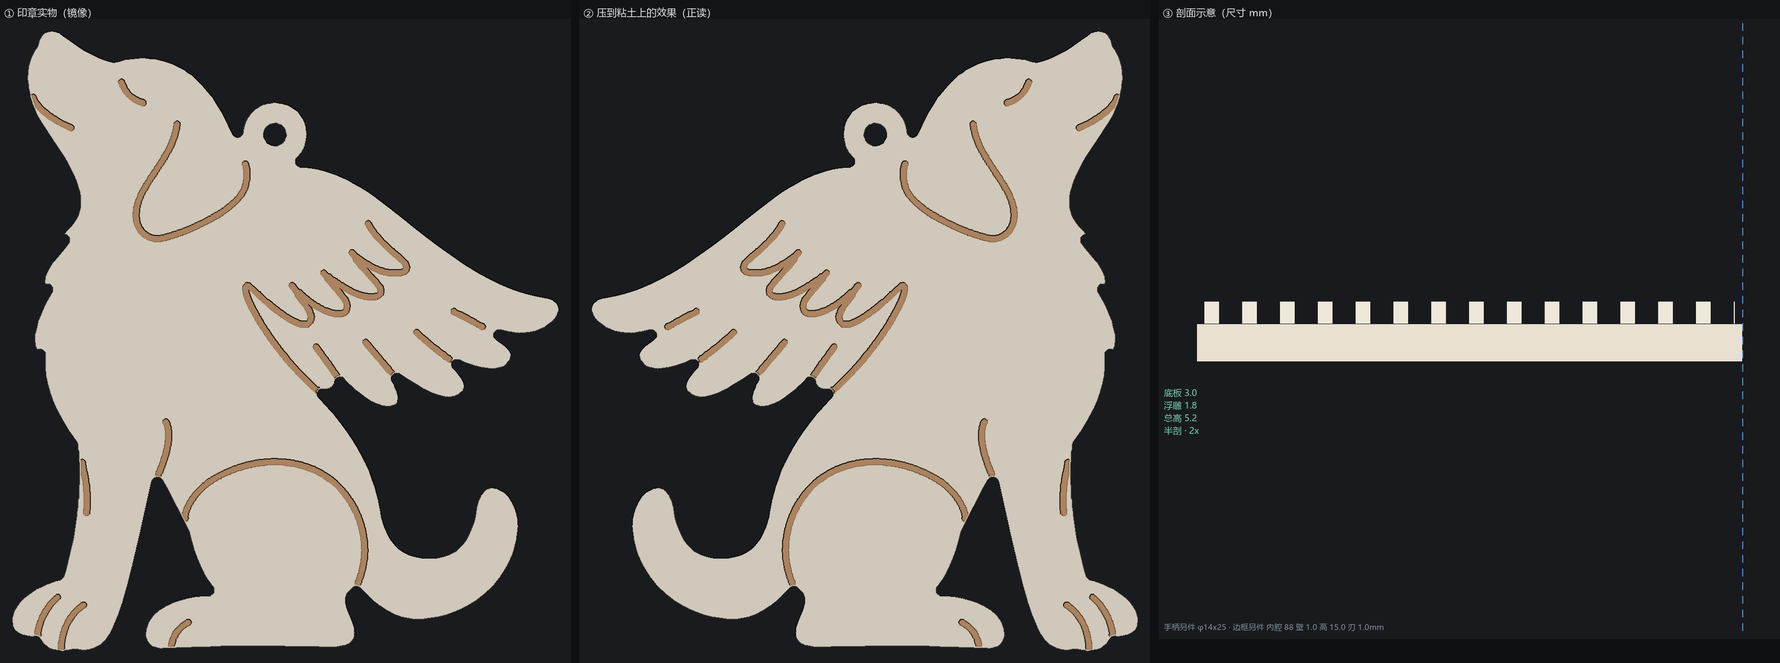 ① 印章实物（镜像）
② 压到粘土上的效果（正读）
③ 剖面示意（尺寸 mm）
底板 3.0
浮雕 1.8
总高 5.2
半剖 · 2x
手柄另件 φ14x25 · 边框另件 内腔 88 壁 1.0 高 15.0 刃 1.0mm